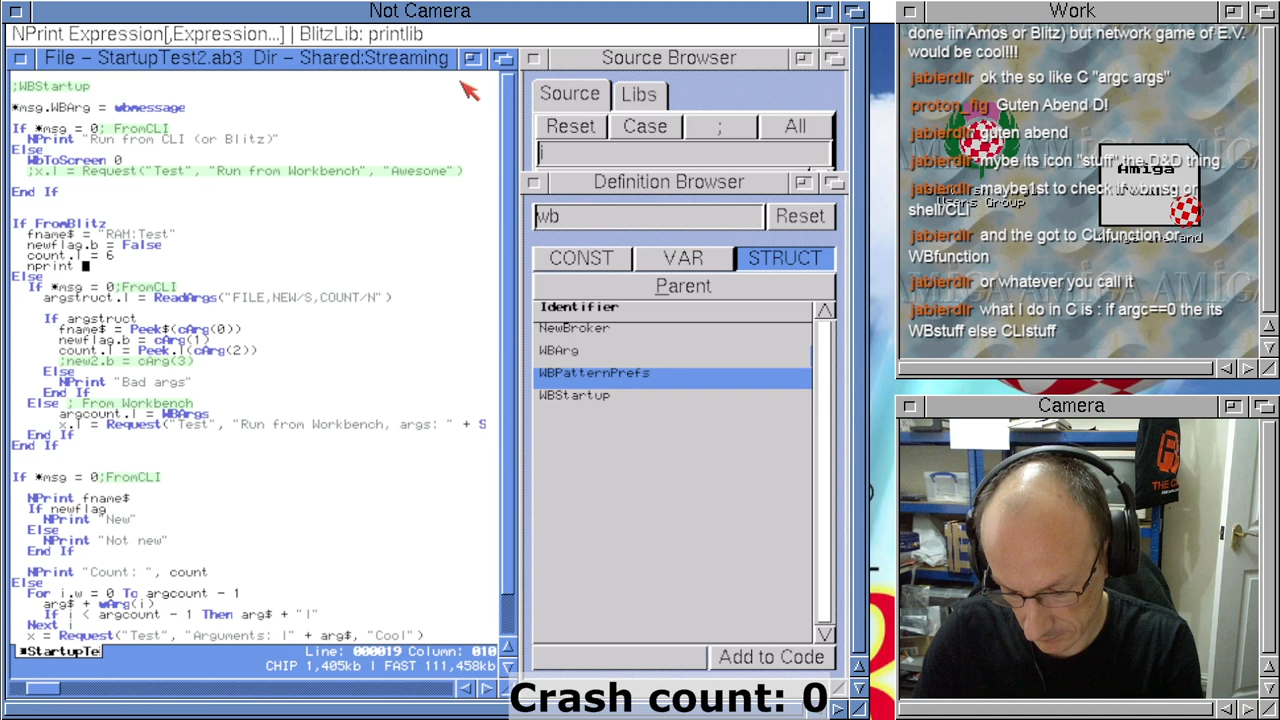 Not Camera
NPrint Expression[,Expression...] | BlitzLib: printlib
File - StartupTest2.ab3 Dir - Shared:Streaming
;WBStartup
*msg.WBArg = wbmessage
If *msg = 0; FromCLI
NPrint "Run from CLI (or Blitz)"
Else
WbToScreen 0
;x.l = Request("Test", "Run from Workbench", "Awesome")
End If
If FromBlitz
fname$ = "RAM:Test"
newflag.b = False
count.l = 6
nprint
Else
If *msg = 0;FromCLI
argstruct.l = ReadArgs("FILE,NEW/S,COUNT/N")
If argstruct
fname$ = Peek$(cArg(0))
newflag.b = cArg(1)
count.l = Peek.l(cArg(2))
;new2.b = cArg(3)
Else
NPrint "Bad args"
End If
Else ; From Workbench
argcount.l = WBArgs
x.l = Request("Test", "Run from Workbench, args: " + S
End If
End If
If *msg = 0;FromCLI
NPrint fname$
If newflag
NPrint "New"
Else
NPrint "Not new"
End If
NPrint "Count: ", count
Else
For i.w = 0 To argcount - 1
arg$ + wArg(i)
If i < argcount - 1 Then arg$ + "|"
Next i
x = Request("Test", "Arguments: |" + arg$, "Cool")
*StartupTe
Line: 000019 Column: 010
CHIP 1,405kb | FAST 111,458kb
Source Browser
Source
Libs
Reset
Case
;
All
Definition Browser
wb
Reset
CONST
VAR
STRUCT
Parent
Identifier
NewBroker
WBArg
WBPatternPrefs
WBStartup
Add to Code
Crash count: 0
Work
done (in Amos or Blitz) but network game of E.V.
would be cool!!!!
jabierdlr ok the so like C "argc args"
proton_fig Guten Abend D!
jabierdlr guten abend
jabierdlr mybe its icon "stuff" the D&D thing
jabierdlr maybe1st to check if wbmsg or
shell/CLI
jabierdlr and the got to CLIfunction or
WBfunction
jabierdlr or whatever you call it
jabierdlr what I do in C is : if argc==0 the its
WBstuff else CLIstuff
Amiga
Users Group
Camera